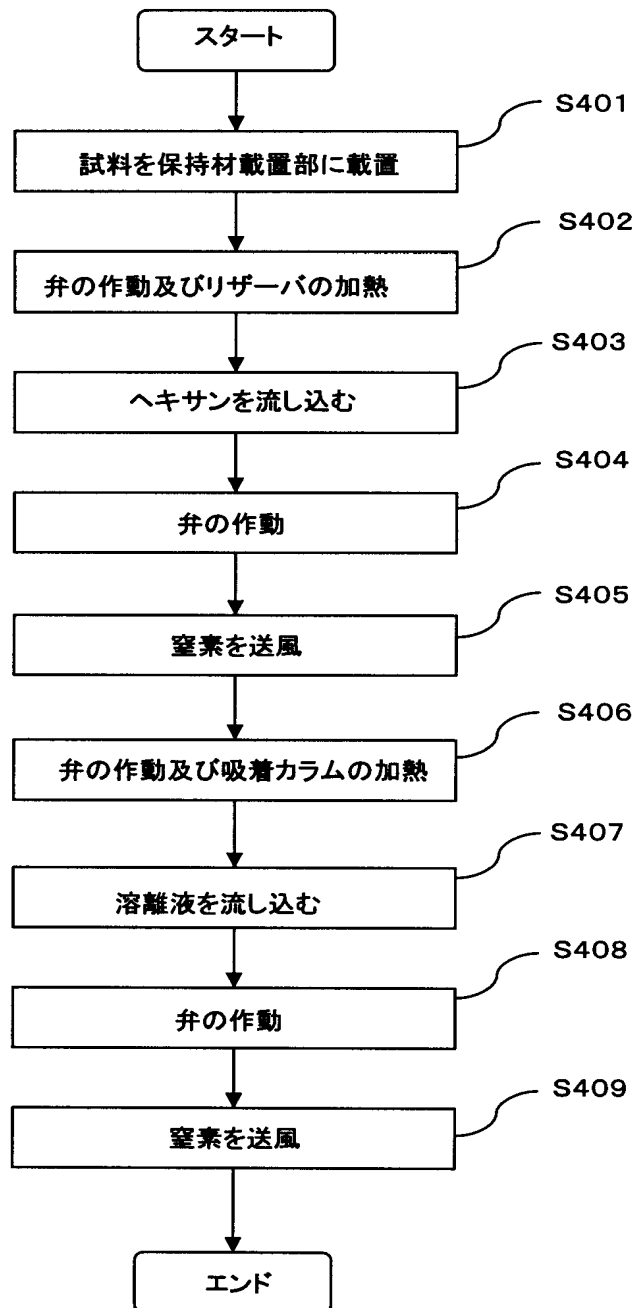 スタート
S401
試料を保持材載置部に載置
S402
弁の作動及びリザーバの加熱
S403
ヘキサンを流し込む
S404
弁の作動
S405
窒素を送風
S406
弁の作動及び吸着カラムの加熱
S407
溶離液を流し込む
S408
弁の作動
S409
窒素を送風
エンド